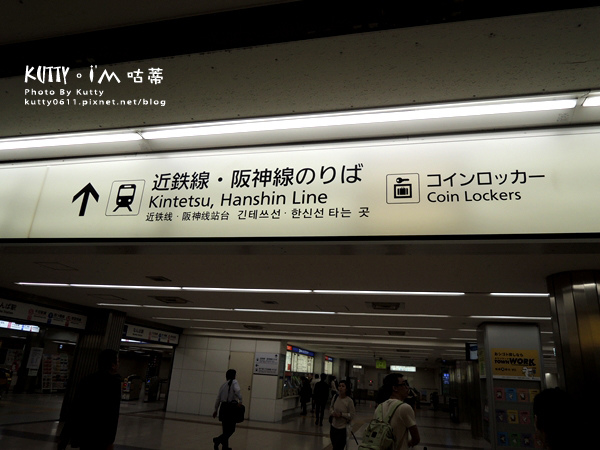 KUTTY。i'm 咕蒂
Photo By Kutty
kutty0611.pixnet.net/blog
近鉄線・阪神線のりば
Kintetsu, Hanshin Line
近铁线・阪神线站台 긴테쓰선·한신선 타는 곳
コインロッカー
Coin Lockers
WORK